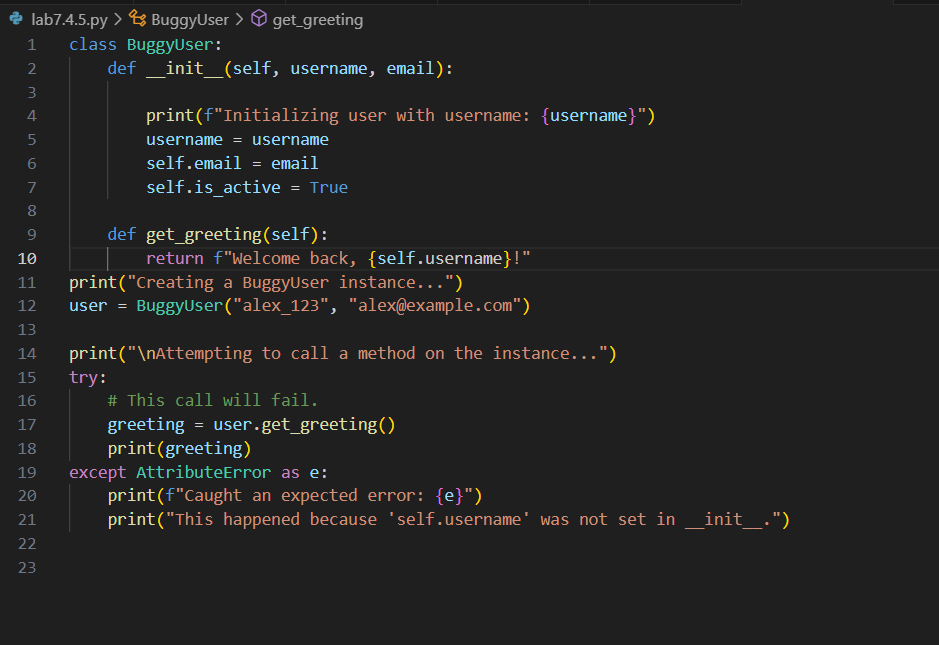 lab7.4.5.py > BuggyUser > get_greeting
1 class BuggyUser:
2     def __init__(self, username, email):
3
4         print(f"Initializing user with username: {username}")
5         username = username
6         self.email = email
7         self.is_active = True
8
9     def get_greeting(self):
10         return f"Welcome back, {self.username}!"
11 print("Creating a BuggyUser instance...")
12 user = BuggyUser("alex_123", "alex@example.com")
13
14 print("\nAttempting to call a method on the instance...")
15 try:
16     # This call will fail.
17     greeting = user.get_greeting()
18     print(greeting)
19 except AttributeError as e:
20     print(f"Caught an expected error: {e}")
21     print("This happened because 'self.username' was not set in __init__.")
22
23